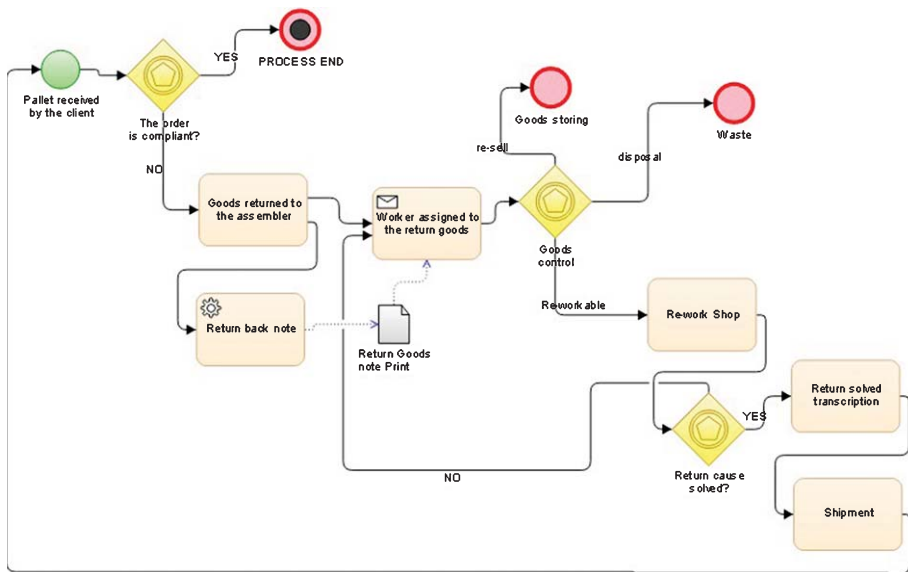 YES
PROCESS END
Pallet received
by the client
The order
is compliant?
NO
Goods storing
Waste
re-sell
disposal
Goods returned to
the assembler
Worker assigned to
the return goods
Goods
control
Return back note
Return Goods
note Print
Re-workable
Re-work Shop
Return solved
transcription
YES
NO
Return cause
solved?
Shipment